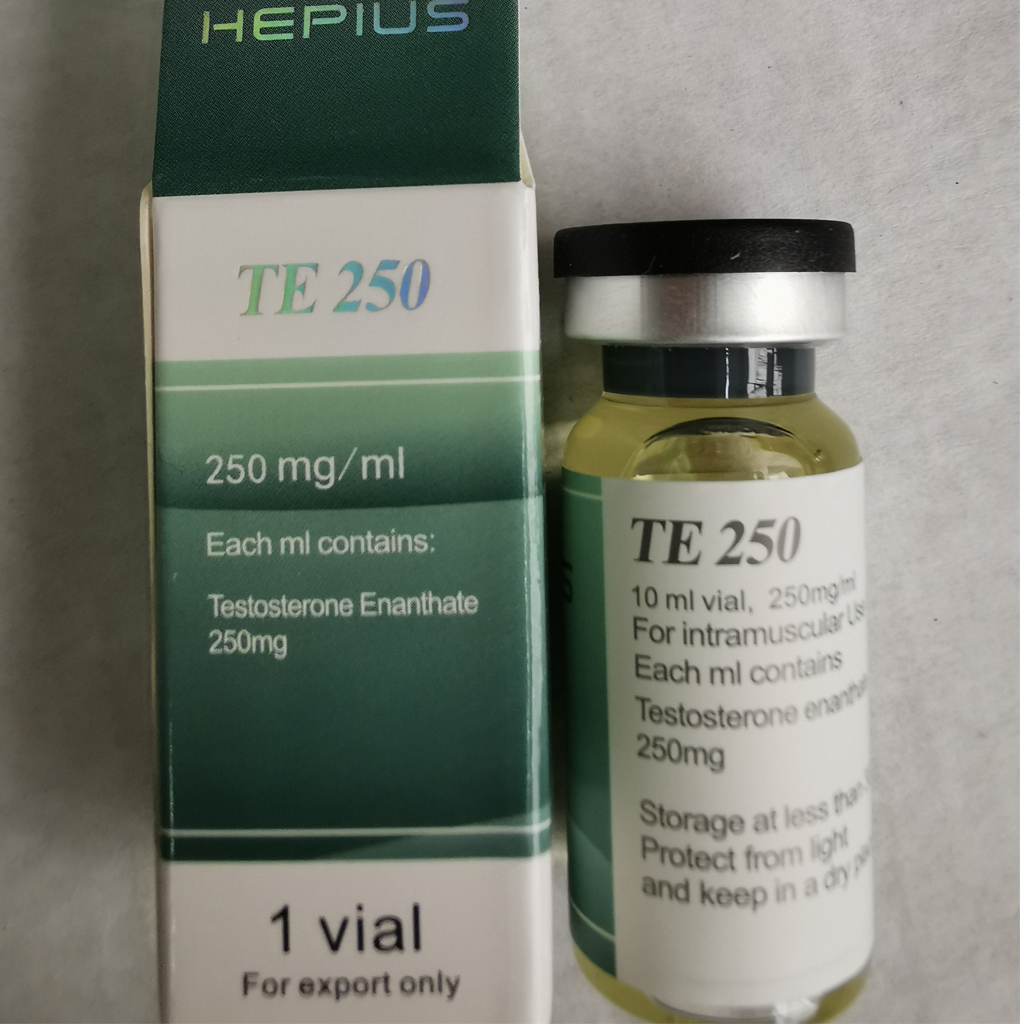 HEPIUS
TE 250
250 mg/ml
Each ml contains:
Testosterone Enanthate
250mg
1 vial
For export only
TE 250
10 ml vial, 250mg/ml
For intramuscular
Each ml contains
Testosterone
250mg
Storage at less than
Protect from light
and keep in a dry